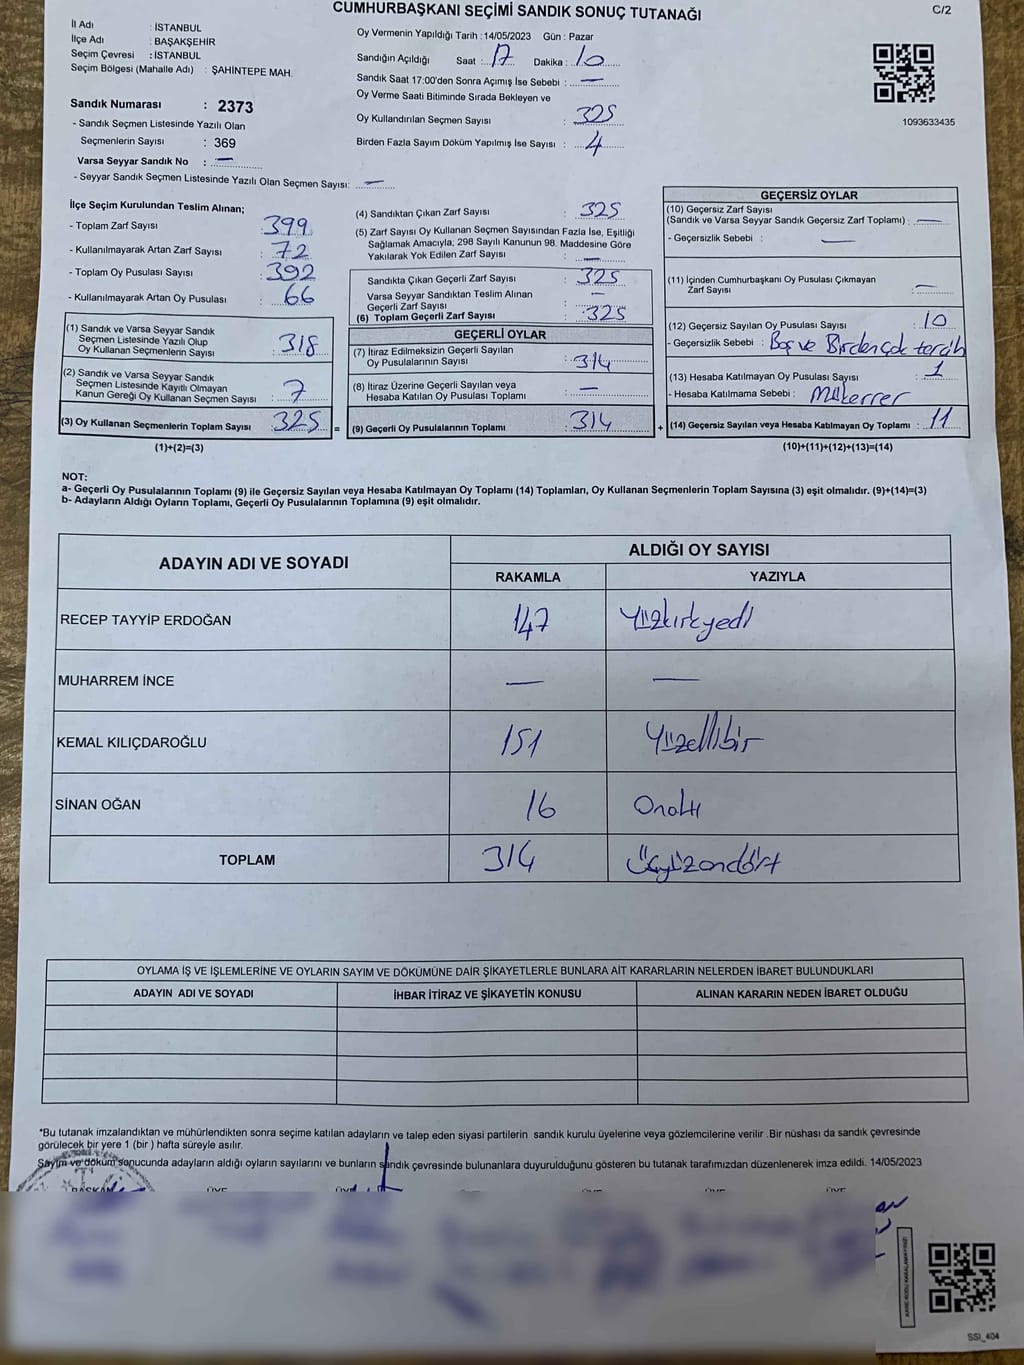 CUMHURBAŞKANI SEÇİMİ SANDIK SONUÇ TUTANAĞI
C/2
İl Adı : İSTANBUL
İlçe Adı : BAŞAKŞEHİR
Seçim Çevresi : İSTANBUL
Seçim Bölgesi (Mahalle Adı) : ŞAHİNTEPE MAH.
Sandık Numarası : 2373
- Sandık Seçmen Listesinde Yazılı Olan
Seçmenlerin Sayısı : 369
Varsa Seyyar Sandık No : —
- Seyyar Sandık Seçmen Listesinde Yazılı Olan Seçmen Sayısı: —
Oy Vermenin Yapıldığı Tarih : 14/05/2023 Gün : Pazar
Sandığın Açıldığı Saat : 17 Dakika : 10
Sandık Saat 17:00'den Sonra Açımış İse Sebebi : —
Oy Verme Saati Bitiminde Sırada Bekleyen ve
Oy Kullandırılan Seçmen Sayısı : 325
Birden Fazla Sayım Döküm Yapılmış İse Sayısı : 4
1093633435
İlçe Seçim Kurulundan Teslim Alınan;
- Toplam Zarf Sayısı : 399
- Kullanılmayarak Artan Zarf Sayısı : 72
- Toplam Oy Pusulası Sayısı : 392
- Kullanılmayarak Artan Oy Pusulası : 66
(1) Sandık ve Varsa Seyyar Sandık
Seçmen Listesinde Yazılı Olup
Oy Kullanan Seçmenlerin Sayısı : 318
(2) Sandık ve Varsa Seyyar Sandık
Seçmen Listesinde Kayıtlı Olmayan
Kanun Gereği Oy Kullanan Seçmen Sayısı : 7
(3) Oy Kullanan Seçmenlerin Toplam Sayısı : 325
(1)+(2)=(3)
(4) Sandıktan Çıkan Zarf Sayısı : 325
(5) Zarf Sayısı Oy Kullanan Seçmen Sayısından Fazla İse, Eşitliği
Sağlamak Amacıyla, 298 Sayılı Kanunun 98. Maddesine Göre
Yakılarak Yok Edilen Zarf Sayısı : —
Sandıkta Çıkan Geçerli Zarf Sayısı : 325
Varsa Seyyar Sandıktan Teslim Alınan
Geçerli Zarf Sayısı : —
(6) Toplam Geçerli Zarf Sayısı : 325
GEÇERLİ OYLAR
(7) İtiraz Edilmeksizin Geçerli Sayılan
Oy Pusulalarının Sayısı : 314
(8) İtiraz Üzerine Geçerli Sayılan veya
Hesaba Katılan Oy Pusulası Toplamı : —
= (9) Geçerli Oy Pusulalarının Toplamı : 314
GEÇERSİZ OYLAR
(10) Geçersiz Zarf Sayısı
(Sandık ve Varsa Seyyar Sandık Geçersiz Zarf Toplamı) : —
- Geçersizlik Sebebi : —
(11) İçinden Cumhurbaşkanı Oy Pusulası Çıkmayan
Zarf Sayısı : —
(12) Geçersiz Sayılan Oy Pusulası Sayısı : 10
- Geçersizlik Sebebi : Boş ve Birden çok tercih
(13) Hesaba Katılmayan Oy Pusulası Sayısı : 1
- Hesaba Katılmama Sebebi : Mükerrer
+ (14) Geçersiz Sayılan veya Hesaba Katılmayan Oy Toplamı : 11
(10)+(11)+(12)+(13)=(14)
NOT:
a- Geçerli Oy Pusulalarının Toplamı (9) ile Geçersiz Sayılan veya Hesaba Katılmayan Oy Toplamı (14) Toplamları, Oy Kullanan Seçmenlerin Toplam Sayısına (3) eşit olmalıdır. (9)+(14)=(3)
b- Adayların Aldığı Oyların Toplamı, Geçerli Oy Pusulalarının Toplamına (9) eşit olmalıdır.
ADAYIN ADI VE SOYADI
ALDIĞI OY SAYISI
RAKAMLA YAZIYLA
RECEP TAYYİP ERDOĞAN 147 Yüzkırkyedi
MUHARREM İNCE — —
KEMAL KILIÇDAROĞLU 151 Yüzellibir
SİNAN OĞAN 16 Onaltı
TOPLAM 314 Üçyüzondört
OYLAMA İŞ VE İŞLEMLERİNE VE OYLARIN SAYIM VE DÖKÜMÜNE DAİR ŞİKAYETLERLE BUNLARA AİT KARARLARIN NELERDEN İBARET BULUNDUKLARI
ADAYIN ADI VE SOYADI İHBAR İTİRAZ VE ŞİKAYETİN KONUSU ALINAN KARARIN NEDEN İBARET OLDUĞU
*Bu tutanak imzalandıktan ve mühürlendikten sonra seçime katılan adayların ve talep eden siyasi partilerin sandık kurulu üyelerine veya gözlemcilerine verilir .Bir nüshası da sandık çevresinde
görülecek bir yere 1 (bir ) hafta süreyle asılır.
Sayım ve döküm sonucunda adayların aldığı oyların sayılarını ve bunların sandık çevresinde bulunanlara duyurulduğunu gösteren bu tutanak tarafımızdan düzenlenerek imza edildi. 14/05/2023
BAŞKAN ÜYE ÜYE ÜYE ÜYE ÜYE
SSI_404